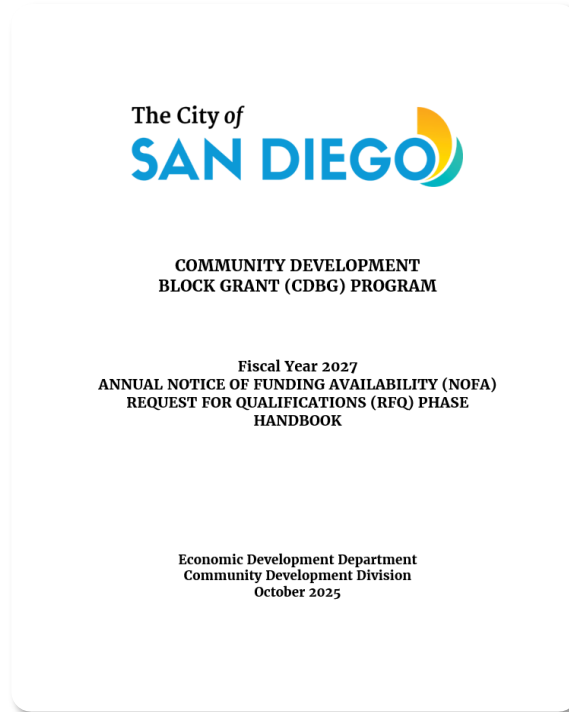 The City of
SAN DIEGO
COMMUNITY DEVELOPMENT
BLOCK GRANT (CDBG) PROGRAM
Fiscal Year 2027
ANNUAL NOTICE OF FUNDING AVAILABILITY (NOFA)
REQUEST FOR QUALIFICATIONS (RFQ) PHASE
HANDBOOK
Economic Development Department
Community Development Division
October 2025